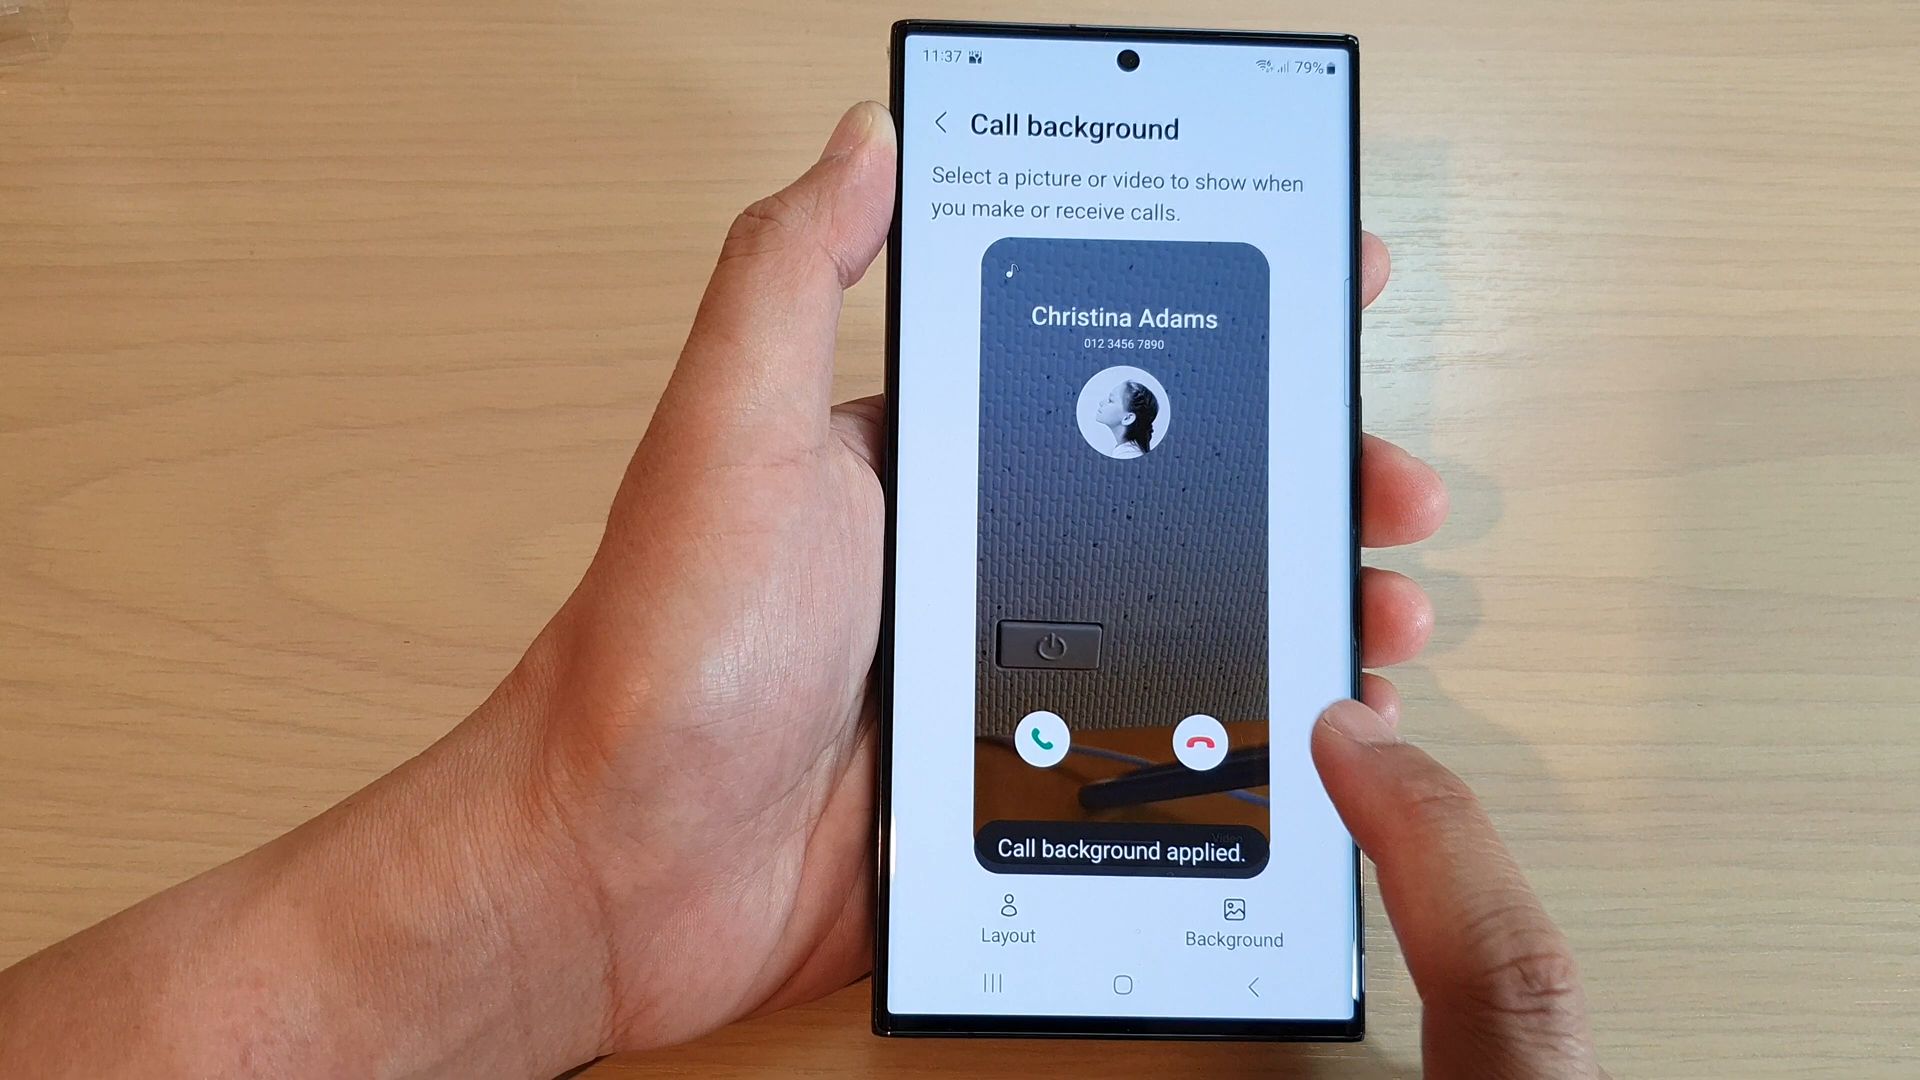 11:37
79%
Call background
Select a picture or video to show when
you make or receive calls.
Christina Adams
012 3456 7890
Video
Call background applied.
Layout
Background